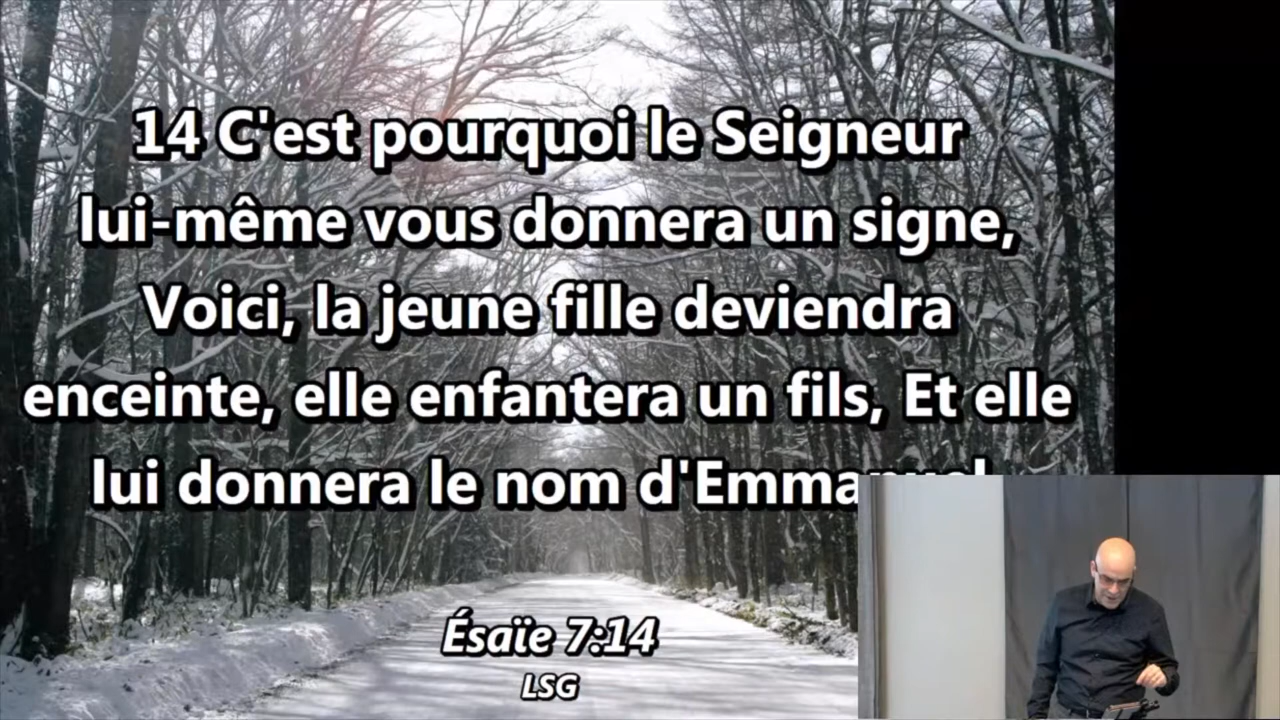 14 C'est pourquoi le Seigneur
lui-même vous donnera un signe,
Voici, la jeune fille deviendra
enceinte, elle enfantera un fils, Et elle
lui donnera le nom
Ésaïe 7:14
LSG